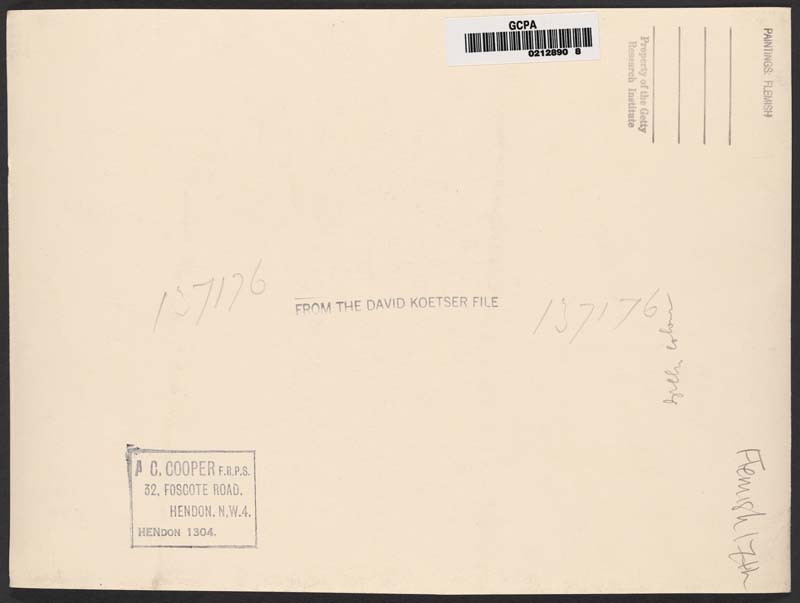 GCPA
0212890 8
Property of the Getty
Research Institute
PAINTINGS: FLEMISH
137176
FROM THE DAVID KOETSER FILE
137176
colour
A. C. COOPER F.R.P.S.
32, FOSCOTE ROAD,
HENDON. N.W.4.
HENDON 1304.
Flemish 17th